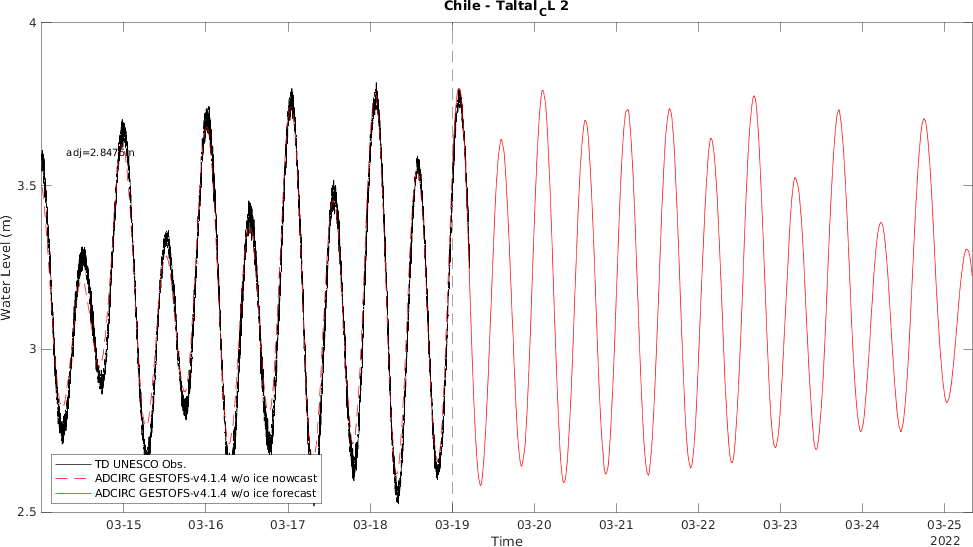 Chile - Taltal CL 2
4
3.5
3
2.5
Water Level (m)
adj=2.8475m
TD UNESCO Obs.
ADCIRC GESTOFS-v4.1.4 w/o ice nowcast
ADCIRC GESTOFS-v4.1.4 w/o ice forecast
03-15 03-16 03-17 03-18 03-19 03-20 03-21 03-22 03-23 03-24 03-25
Time
2022